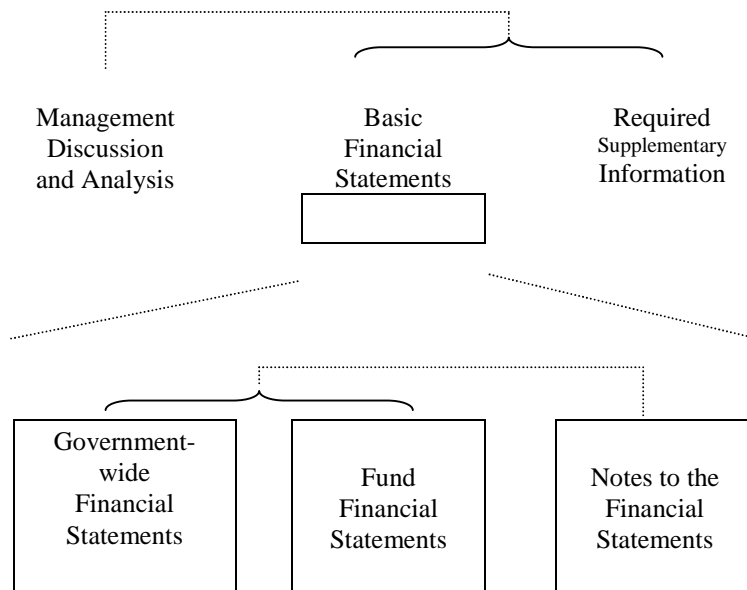 Management
Discussion
and Analysis
Basic
Financial
Statements
Required
Supplementary
Information
Government-
wide
Financial
Statements
Fund
Financial
Statements
Notes to the
Financial
Statements